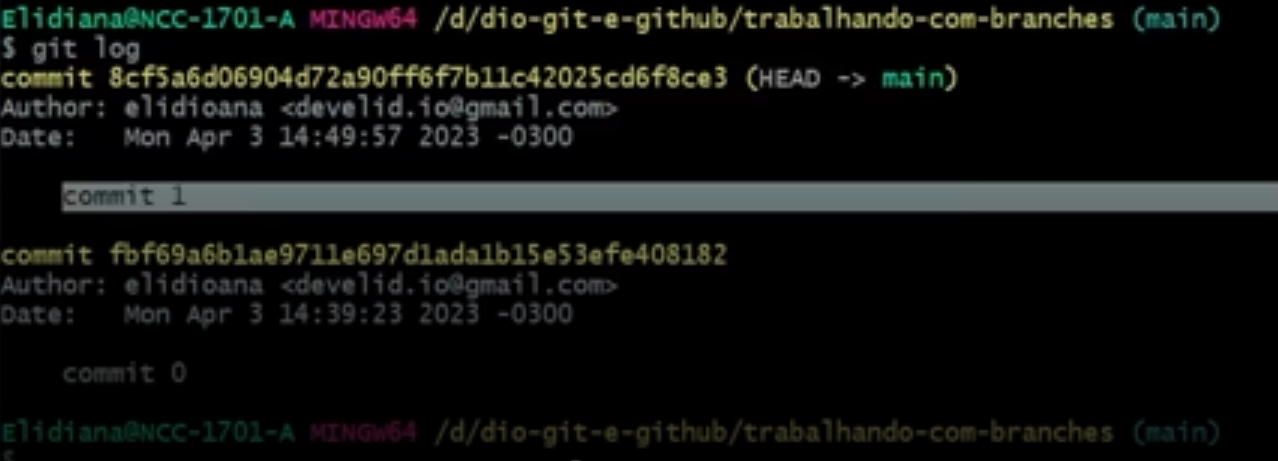 Elidiana@NCC-1701-A MINGW64 /d/dio-git-e-github/trabalhando-com-branches (main)
$ git log
commit 8cf5a6d06904d72a90ff6f7b11c42025cd6f8ce3 (HEAD -> main)
Author: elidioana <develid.io@gmail.com>
Date:   Mon Apr 3 14:49:57 2023 -0300
commit 1
commit fbf69a6b1ae9711e697d1ada1b15e53efe408182
Author: elidioana <develid.io@gmail.com>
Date:   Mon Apr 3 14:39:23 2023 -0300
commit 0
Elidiana@NCC-1701-A MINGW64 /d/dio-git-e-github/trabalhando-com-branches (main)
$